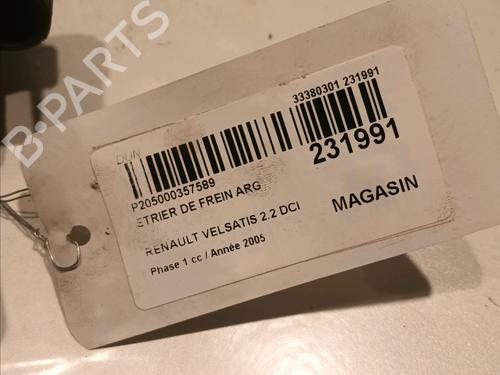 B-PARTS
DUN
33380301 231991
231991
P205000357589
ETRIER DE FREIN ARG
RENAULT VELSATIS 2.2 DCI
MAGASIN
Phase 1 cc / Année 2005